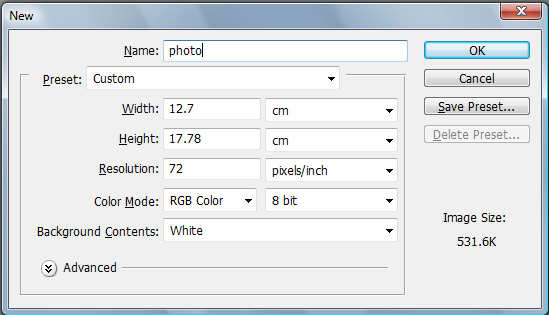 New
Name: photo
OK
Preset: Custom
Cancel
Width: 12.7 cm
Save Preset...
Height: 17.78 cm
Delete Preset...
Resolution: 72 pixels/inch
Color Mode: RGB Color 8 bit
Image Size:
Background Contents: White
531.6K
Advanced